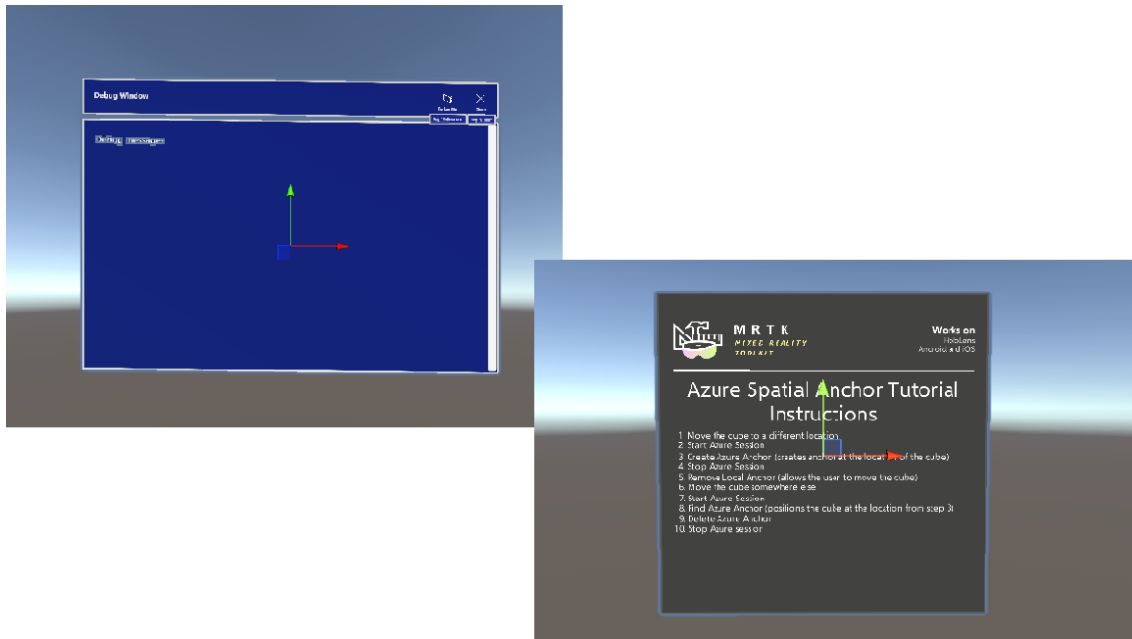 Debug Window
Debug messages
MRTK
MIXED REALITY
TOOLKIT
Works on
HoloLens
Android and iOS
Azure Spatial Anchor Tutorial
Instructions
1. Move the cube to a different location
2. Start Azure Session
3. Create Azure Anchor (creates anchor at the location of the cube)
4. Stop Azure Session
5. Remove Local Anchor (allows the user to move the cube)
6. Move the cube somewhere else
7. Start Azure Session
8. Find Azure Anchor (positions the cube at the location from step 3)
9. Delete Azure Anchor
10. Stop Azure session